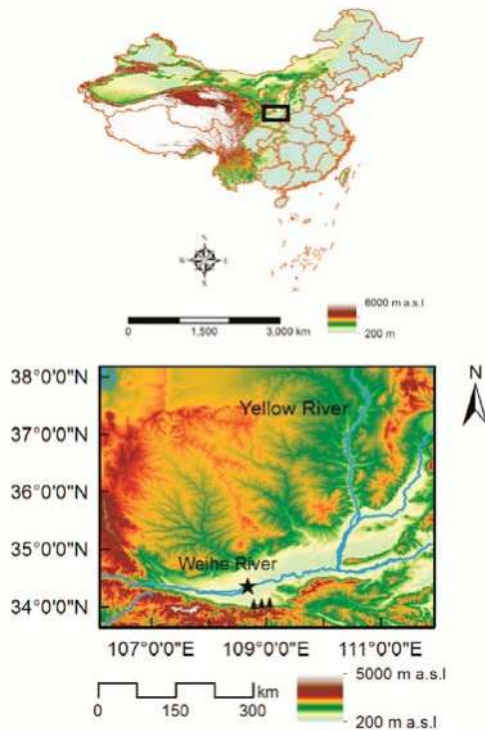 N
W E
S
6000 m a.s.l
200 m
0 1,500 3,000 km
38°0'0"N
37°0'0"N
36°0'0"N
35°0'0"N
34°0'0"N
N
Yellow River
Weihe River
107°0'0"E 109°0'0"E 111°0'0"E
km
0 150 300
5000 m a.s.l
200 m a.s.l